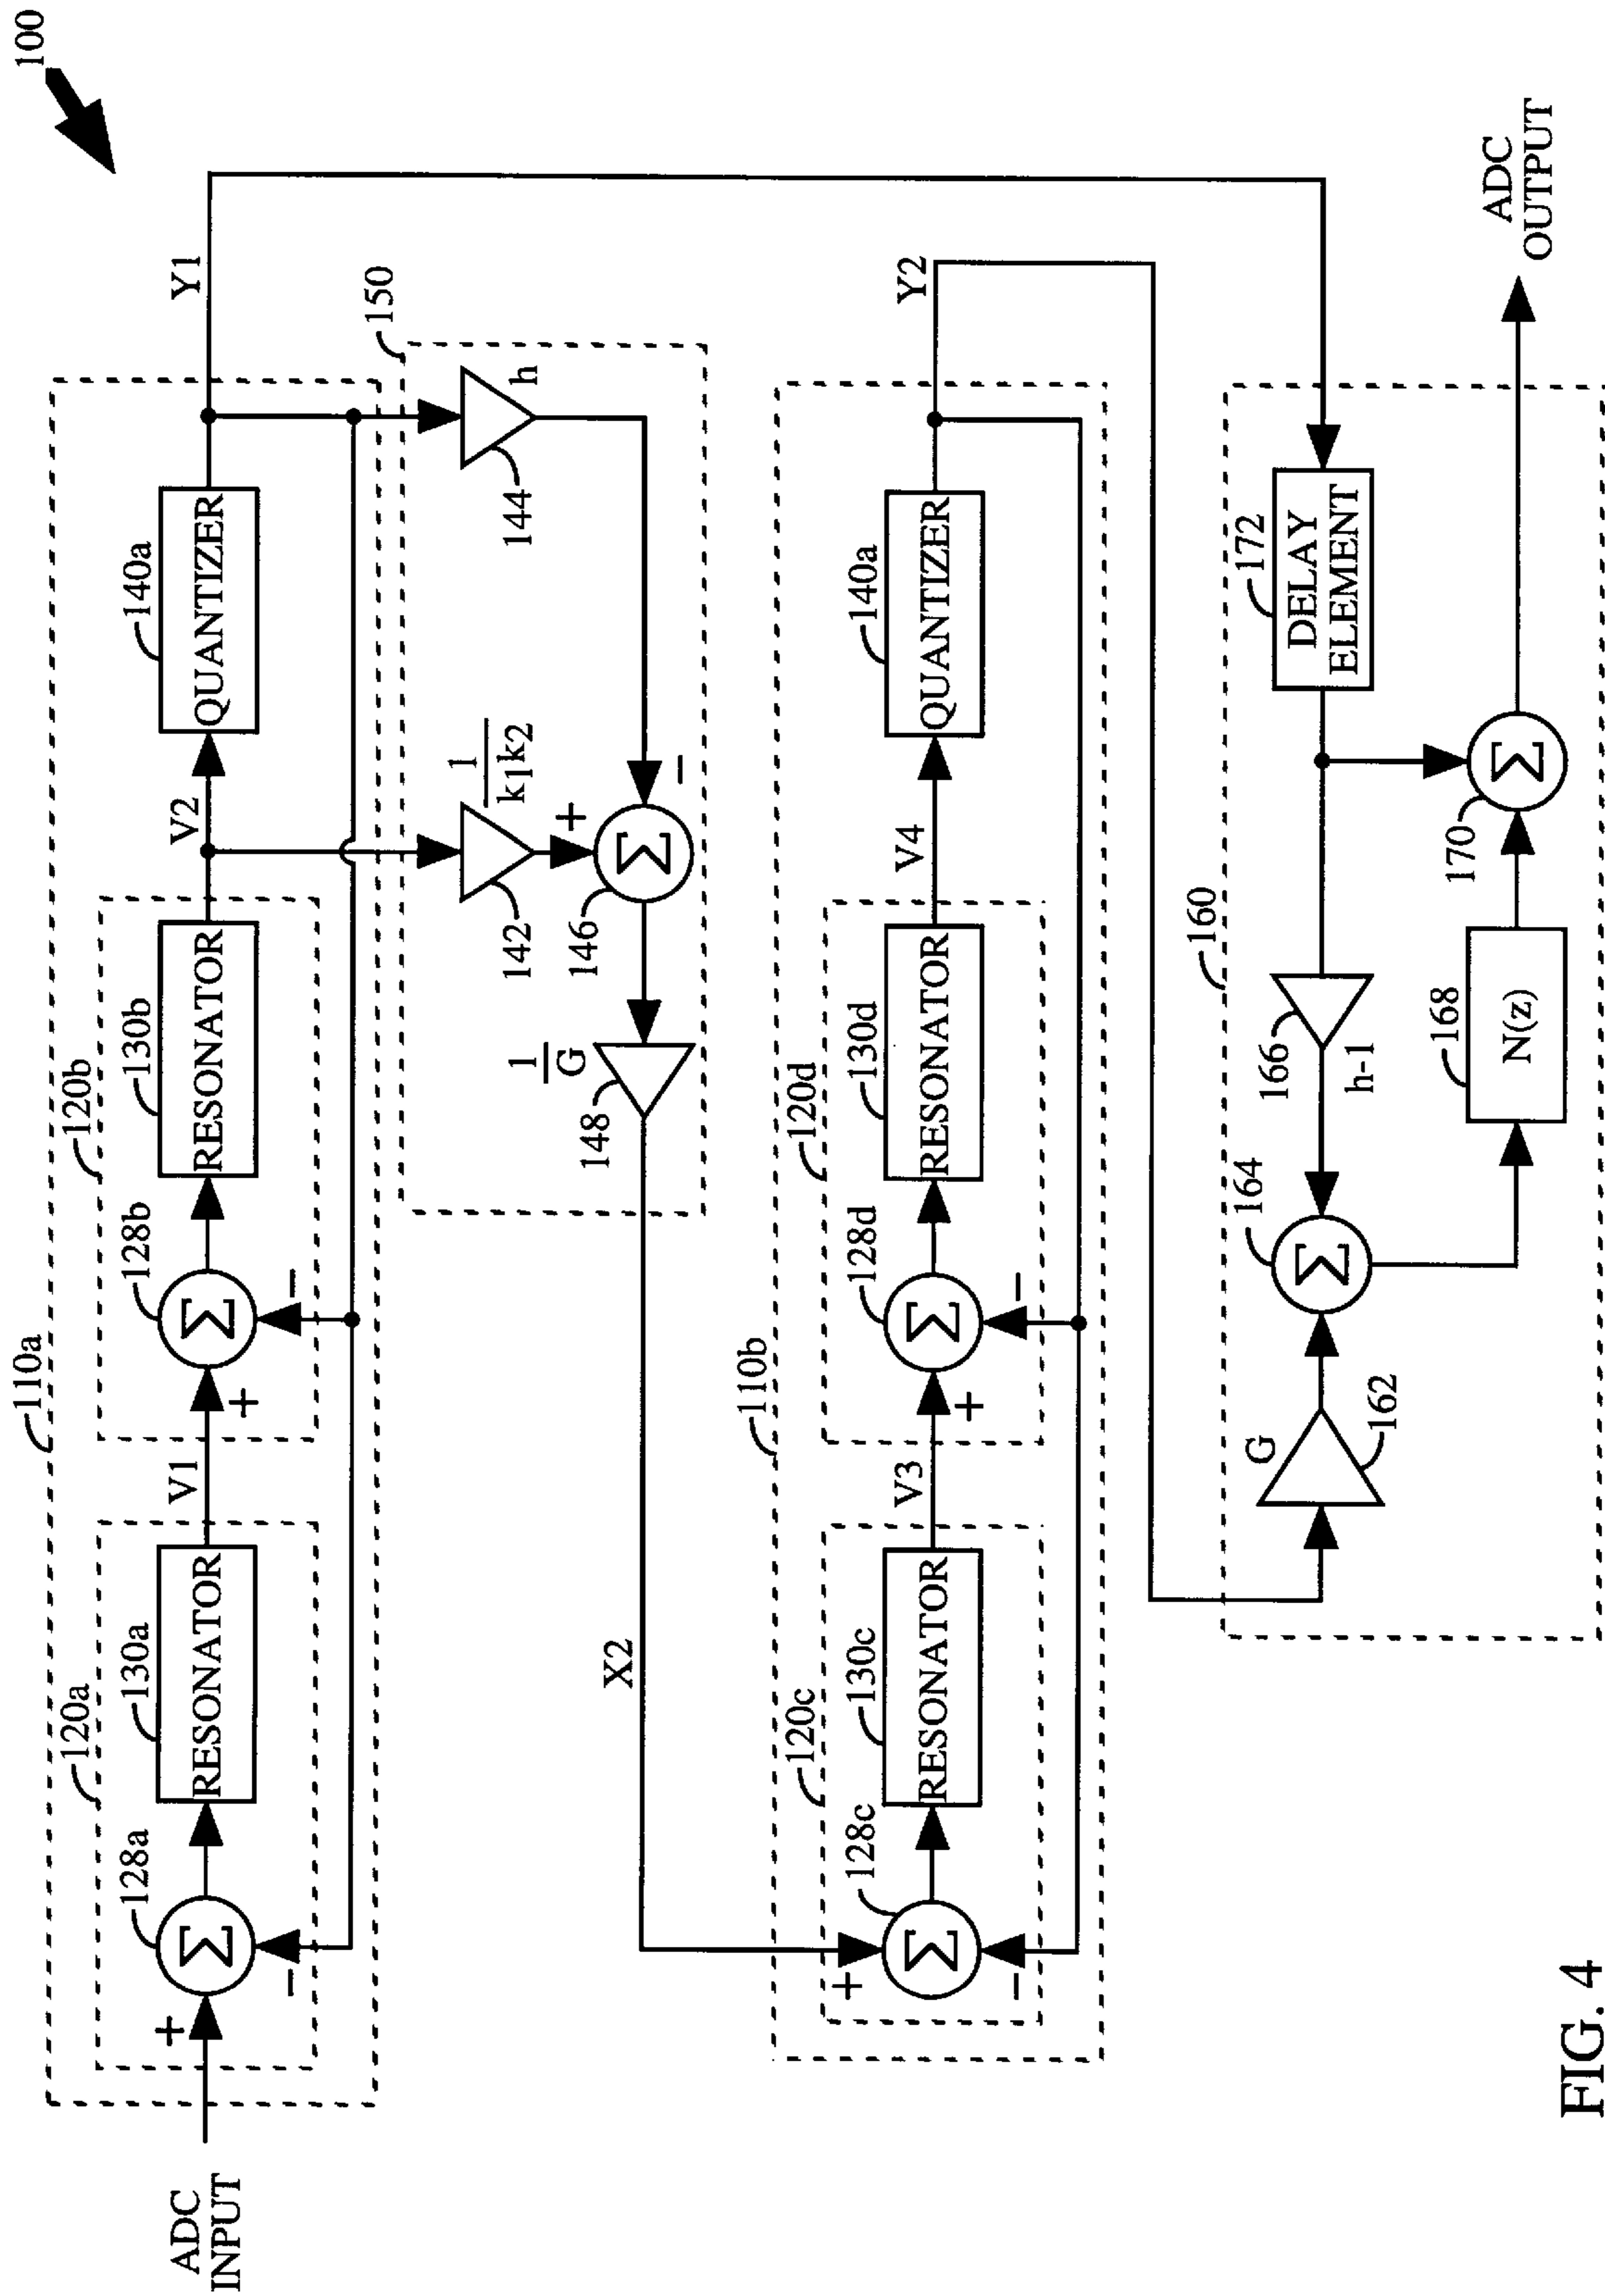 100
110a
120a
120b
128a
130a
128b
130b
140a
ADC
INPUT
+
−
RESONATOR
V1
+
−
RESONATOR
V2
QUANTIZER
Y1
150
1
k1k2
142
144
h
+
−
Σ
Σ
Σ
146
1
G
148
X2
110b
120c
120d
128c
130c
128d
130d
140a
+
−
Σ
RESONATOR
V3
+
−
Σ
RESONATOR
V4
QUANTIZER
Y2
160
G
162
164
Σ
166
h-1
172
DELAY
ELEMENT
168
N(z)
170
Σ
ADC
OUTPUT
FIG. 4